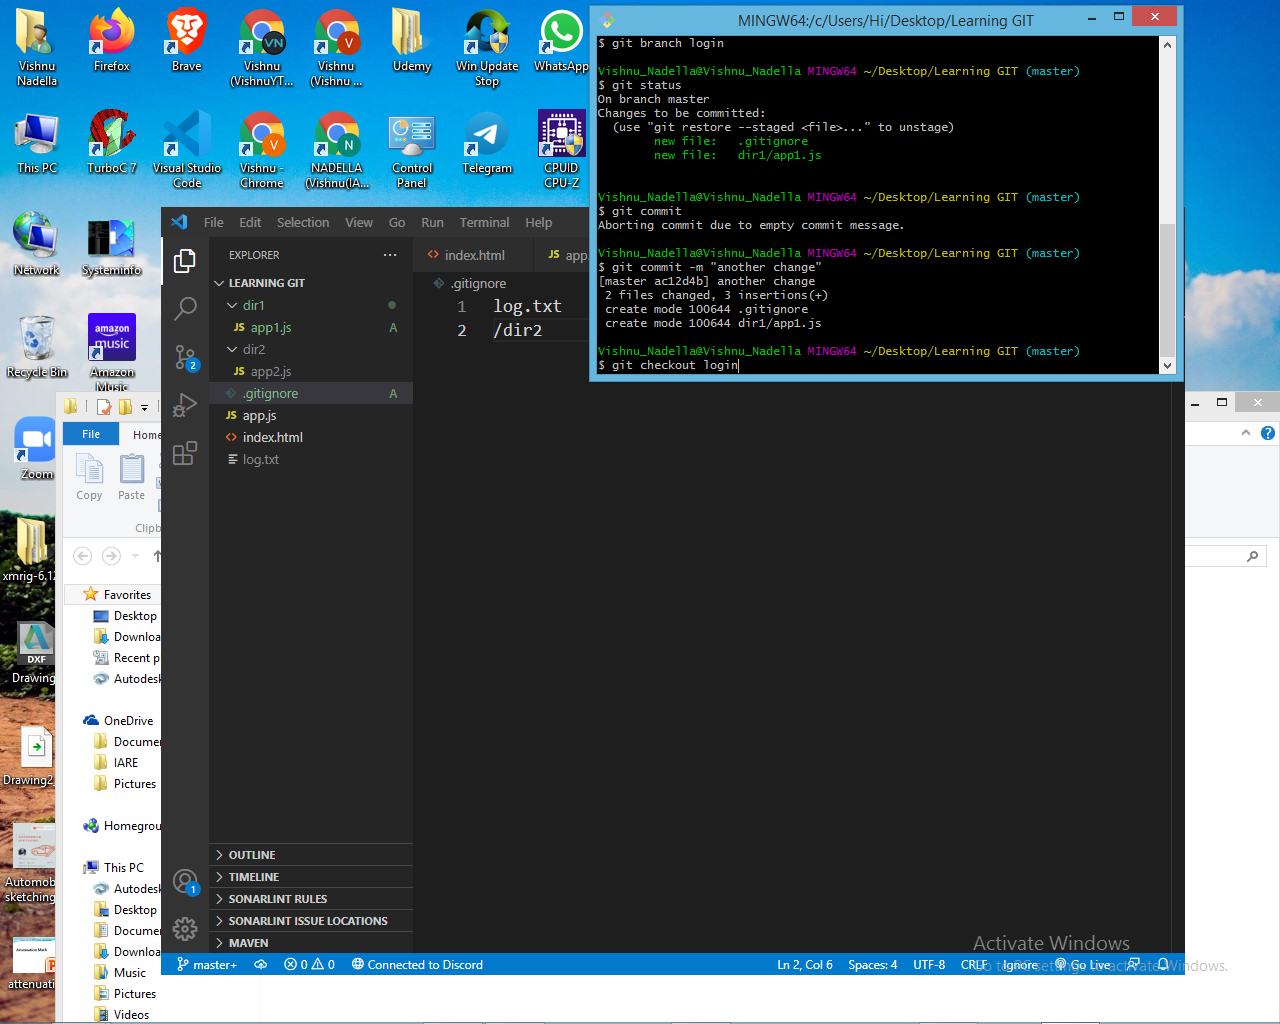 Vishnu
Nadella
Firefox
Brave
Vishnu
(VishnuYT...
Vishnu
(Vishnu ...
Udemy
Win Update
Stop
WhatsApp
This PC
TurboC 7
Visual Studio
Code
Vishnu -
Chrome
NADELLA
(Vishnu(IA...
Control
Panel
Telegram
CPUID
CPU-Z
Network
Systeminfo
Recycle Bin
Amazon
Music
amazon
music
Zoom
xmrig-6.12
DXF
Drawing
Drawing2
Automob
sketching
attenuati
MINGW64:/c/Users/Hi/Desktop/Learning GIT
$ git branch login
Vishnu_Nadella@Vishnu_Nadella MINGW64 ~/Desktop/Learning GIT (master)
$ git status
On branch master
Changes to be committed:
(use "git restore --staged <file>..." to unstage)
new file:   .gitignore
new file:   dir1/app1.js
Vishnu_Nadella@Vishnu_Nadella MINGW64 ~/Desktop/Learning GIT (master)
$ git commit
Aborting commit due to empty commit message.
Vishnu_Nadella@Vishnu_Nadella MINGW64 ~/Desktop/Learning GIT (master)
$ git commit -m "another change"
[master ac12d4b] another change
2 files changed, 3 insertions(+)
create mode 100644 .gitignore
create mode 100644 dir1/app1.js
Vishnu_Nadella@Vishnu_Nadella MINGW64 ~/Desktop/Learning GIT (master)
$ git checkout login
File Edit Selection View Go Run Terminal Help
EXPLORER ...
LEARNING GIT
dir1
JS app1.js A
dir2
JS app2.js
.gitignore A
JS app.js
<> index.html
log.txt
2
1
OUTLINE
TIMELINE
SONARLINT RULES
SONARLINT ISSUE LOCATIONS
MAVEN
<> index.html
JS app.
.gitignore
1 log.txt
2 /dir2
master+
0 0
Connected to Discord
Ln 2, Col 6
Spaces: 4
UTF-8
CRLF
Ignore
Go Live
Activate Windows
Go to PC settings to activate Windows.
File
Home
Copy
Paste
Clipb
Favorites
Desktop
Downloa
Recent p
Autodesk
OneDrive
Documen
IARE
Pictures
Homegrou
This PC
Autodesk
Desktop
Documen
Downloa
Music
Pictures
Videos